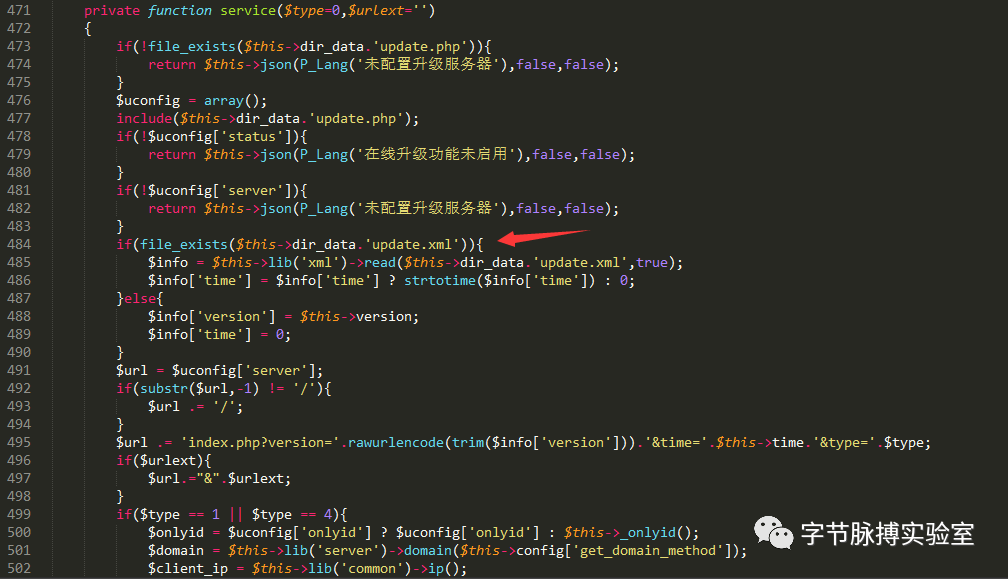 471 private function service($type=0,$urlext='')
472 {
473 if(!file_exists($this->dir_data.'update.php')){
474 return $this->json(P_Lang('未配置升级服务器'),false,false);
475 }
476 $uconfig = array();
477 include($this->dir_data.'update.php');
478 if(!$uconfig['status']){
479 return $this->json(P_Lang('在线升级功能未启用'),false,false);
480 }
481 if(!$uconfig['server']){
482 return $this->json(P_Lang('未配置升级服务器'),false,false);
483 }
484 if(file_exists($this->dir_data.'update.xml')){
485 $info = $this->lib('xml')->read($this->dir_data.'update.xml',true);
486 $info['time'] = $info['time'] ? strtotime($info['time']) : 0;
487 }else{
488 $info['version'] = $this->version;
489 $info['time'] = 0;
490 }
491 $url = $uconfig['server'];
492 if(substr($url,-1) != '/'){
493 $url .= '/';
494 }
495 $url .= 'index.php?version='.rawurlencode(trim($info['version'])).'&time='.$this->time.'&type='.$type;
496 if($urlext){
497 $url.="&".$urlext;
498 }
499 if($type == 1 || $type == 4){
500 $onlyid = $uconfig['onlyid'] ? $uconfig['onlyid'] : $this->_onlyid();
501 $domain = $this->lib('server')->domain($this->config['get_domain_method']);
502 $client_ip = $this->lib('common')->ip();
字节脉搏实验室